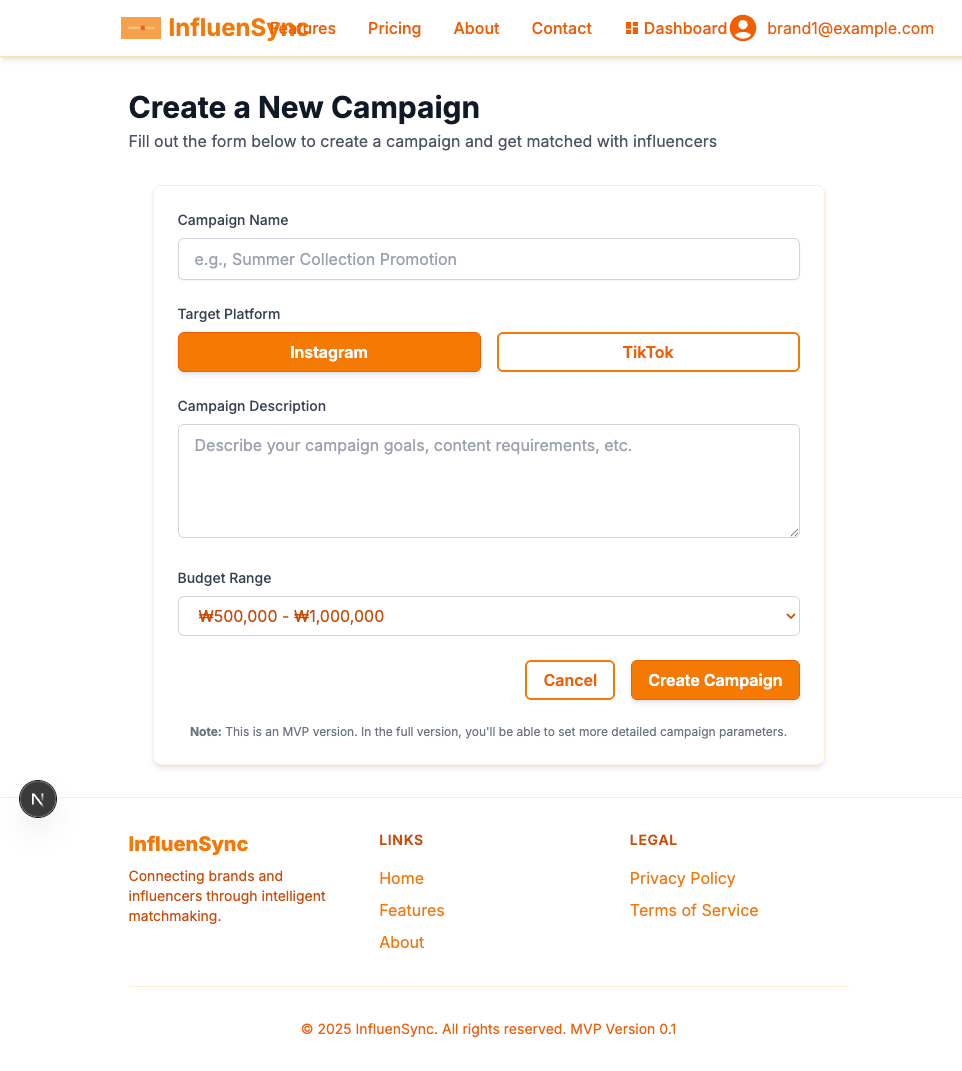 InfluenSync
Features
Pricing
About
Contact
Dashboard
brand1@example.com
Create a New Campaign
Fill out the form below to create a campaign and get matched with influencers
Campaign Name
e.g., Summer Collection Promotion
Target Platform
Instagram
TikTok
Campaign Description
Describe your campaign goals, content requirements, etc.
Budget Range
₩500,000 - ₩1,000,000
Cancel
Create Campaign
Note: This is an MVP version. In the full version, you'll be able to set more detailed campaign parameters.
N
InfluenSync
Connecting brands and
influencers through intelligent
matchmaking.
LINKS
Home
Features
About
LEGAL
Privacy Policy
Terms of Service
© 2025 InfluenSync. All rights reserved. MVP Version 0.1